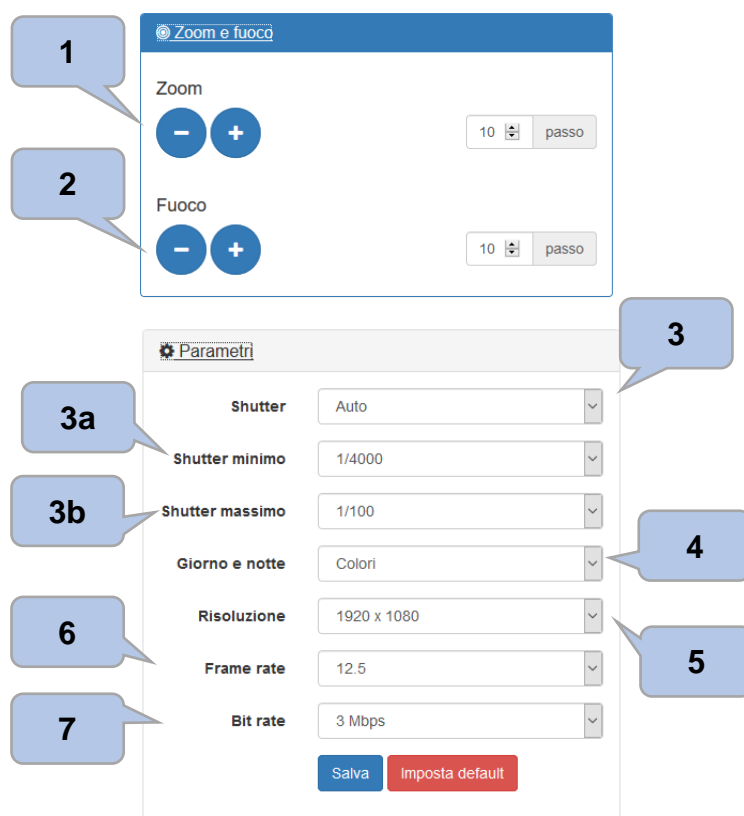 1
Zoom e fuoco
Zoom
− + 10 passo
2
Fuoco
− + 10 passo
3
Parametri
3a
Shutter Auto
Shutter minimo 1/4000
3b
Shutter massimo 1/100
4
Giorno e notte Colori
Risoluzione 1920 x 1080
6
5
Frame rate 12.5
7
Bit rate 3 Mbps
Salva Imposta default